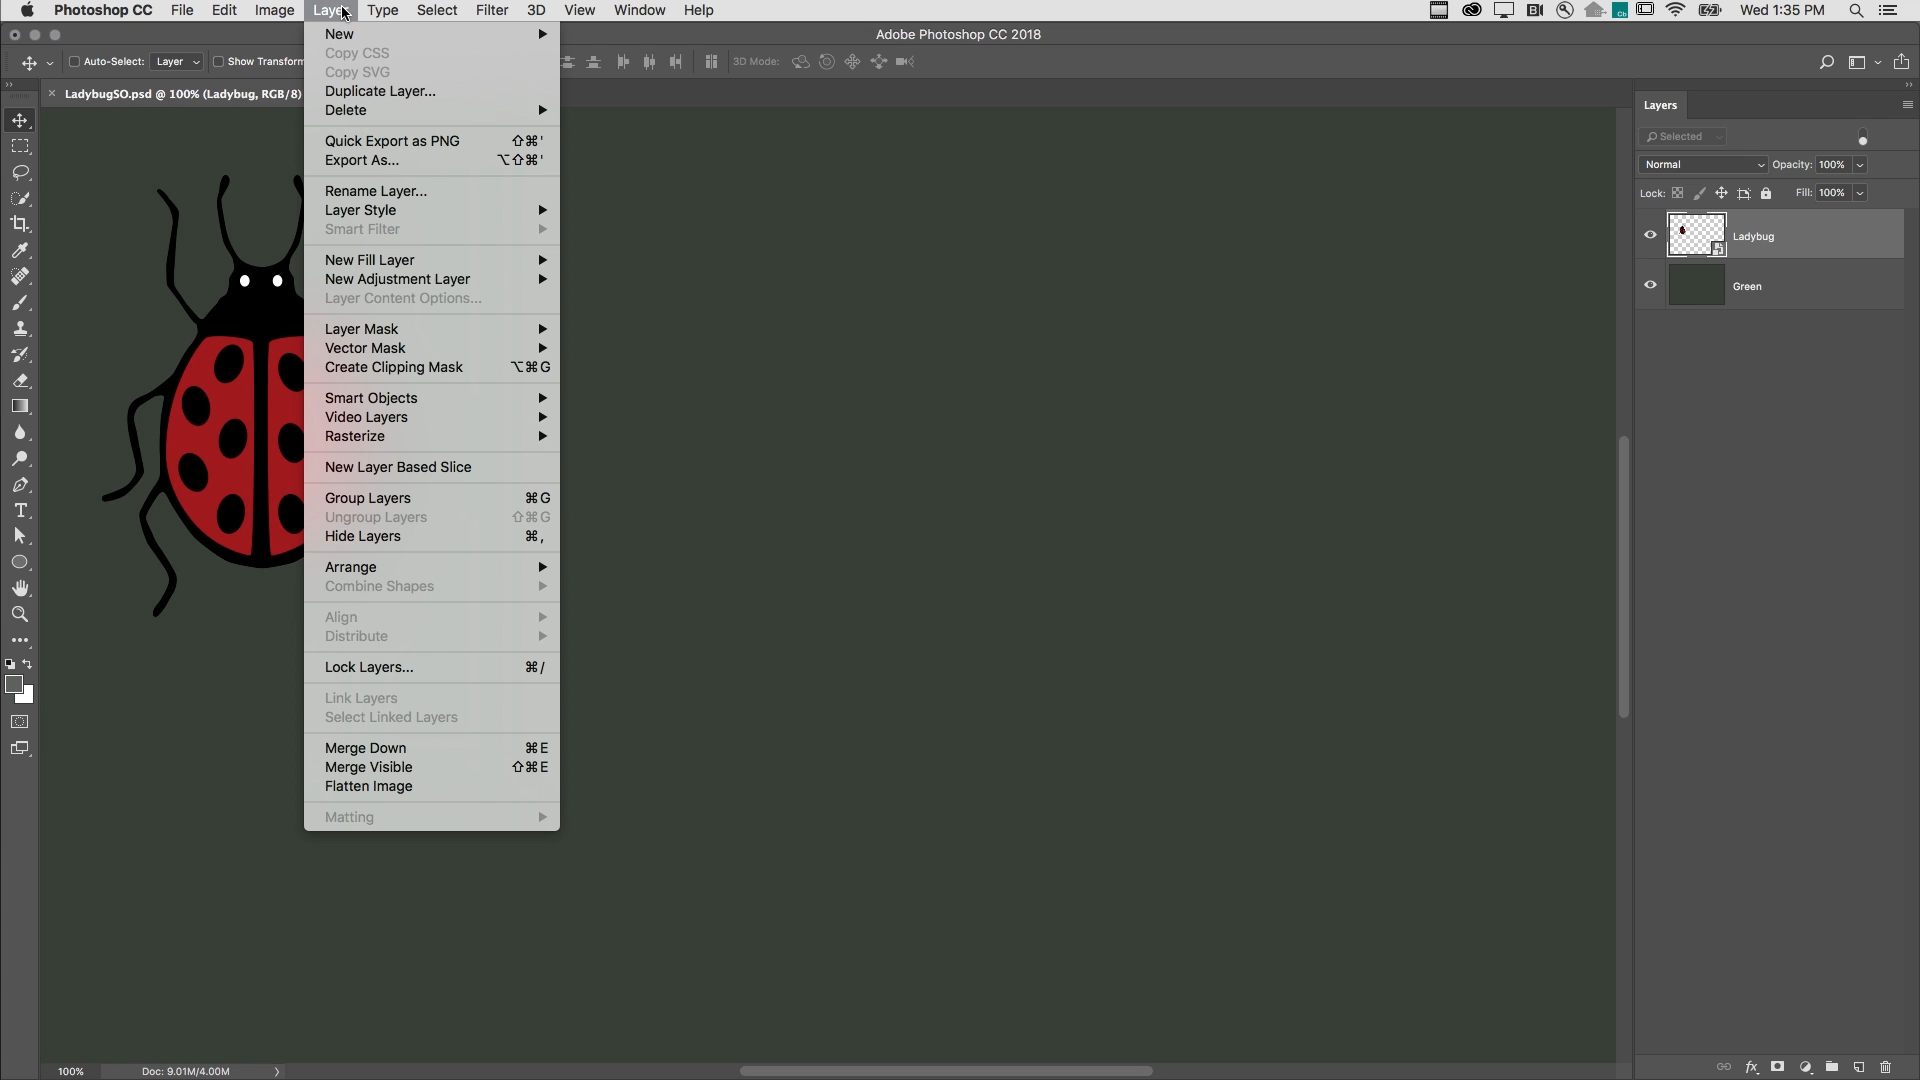 Photoshop CC File Edit Image Layer Type Select Filter 3D View Window Help Wed 1:35 PM
Adobe Photoshop CC 2018
Auto-Select: Layer Show Transform 3D Mode:
× LadybugSO.psd @ 100% (Ladybug, RGB/8)
New
Copy CSS
Copy SVG
Duplicate Layer...
Delete
Quick Export as PNG ⇧⌘'
Export As... ⌥⇧⌘'
Rename Layer...
Layer Style
Smart Filter
New Fill Layer
New Adjustment Layer
Layer Content Options...
Layer Mask
Vector Mask
Create Clipping Mask ⌥⌘G
Smart Objects
Video Layers
Rasterize
New Layer Based Slice
Group Layers ⌘G
Ungroup Layers ⇧⌘G
Hide Layers ⌘,
Arrange
Combine Shapes
Align
Distribute
Lock Layers... ⌘/
Link Layers
Select Linked Layers
Merge Down ⌘E
Merge Visible ⇧⌘E
Flatten Image
Matting
Layers
Selected
Normal Opacity: 100%
Lock: Fill: 100%
Ladybug
Green
100% Doc: 9.01M/4.00M